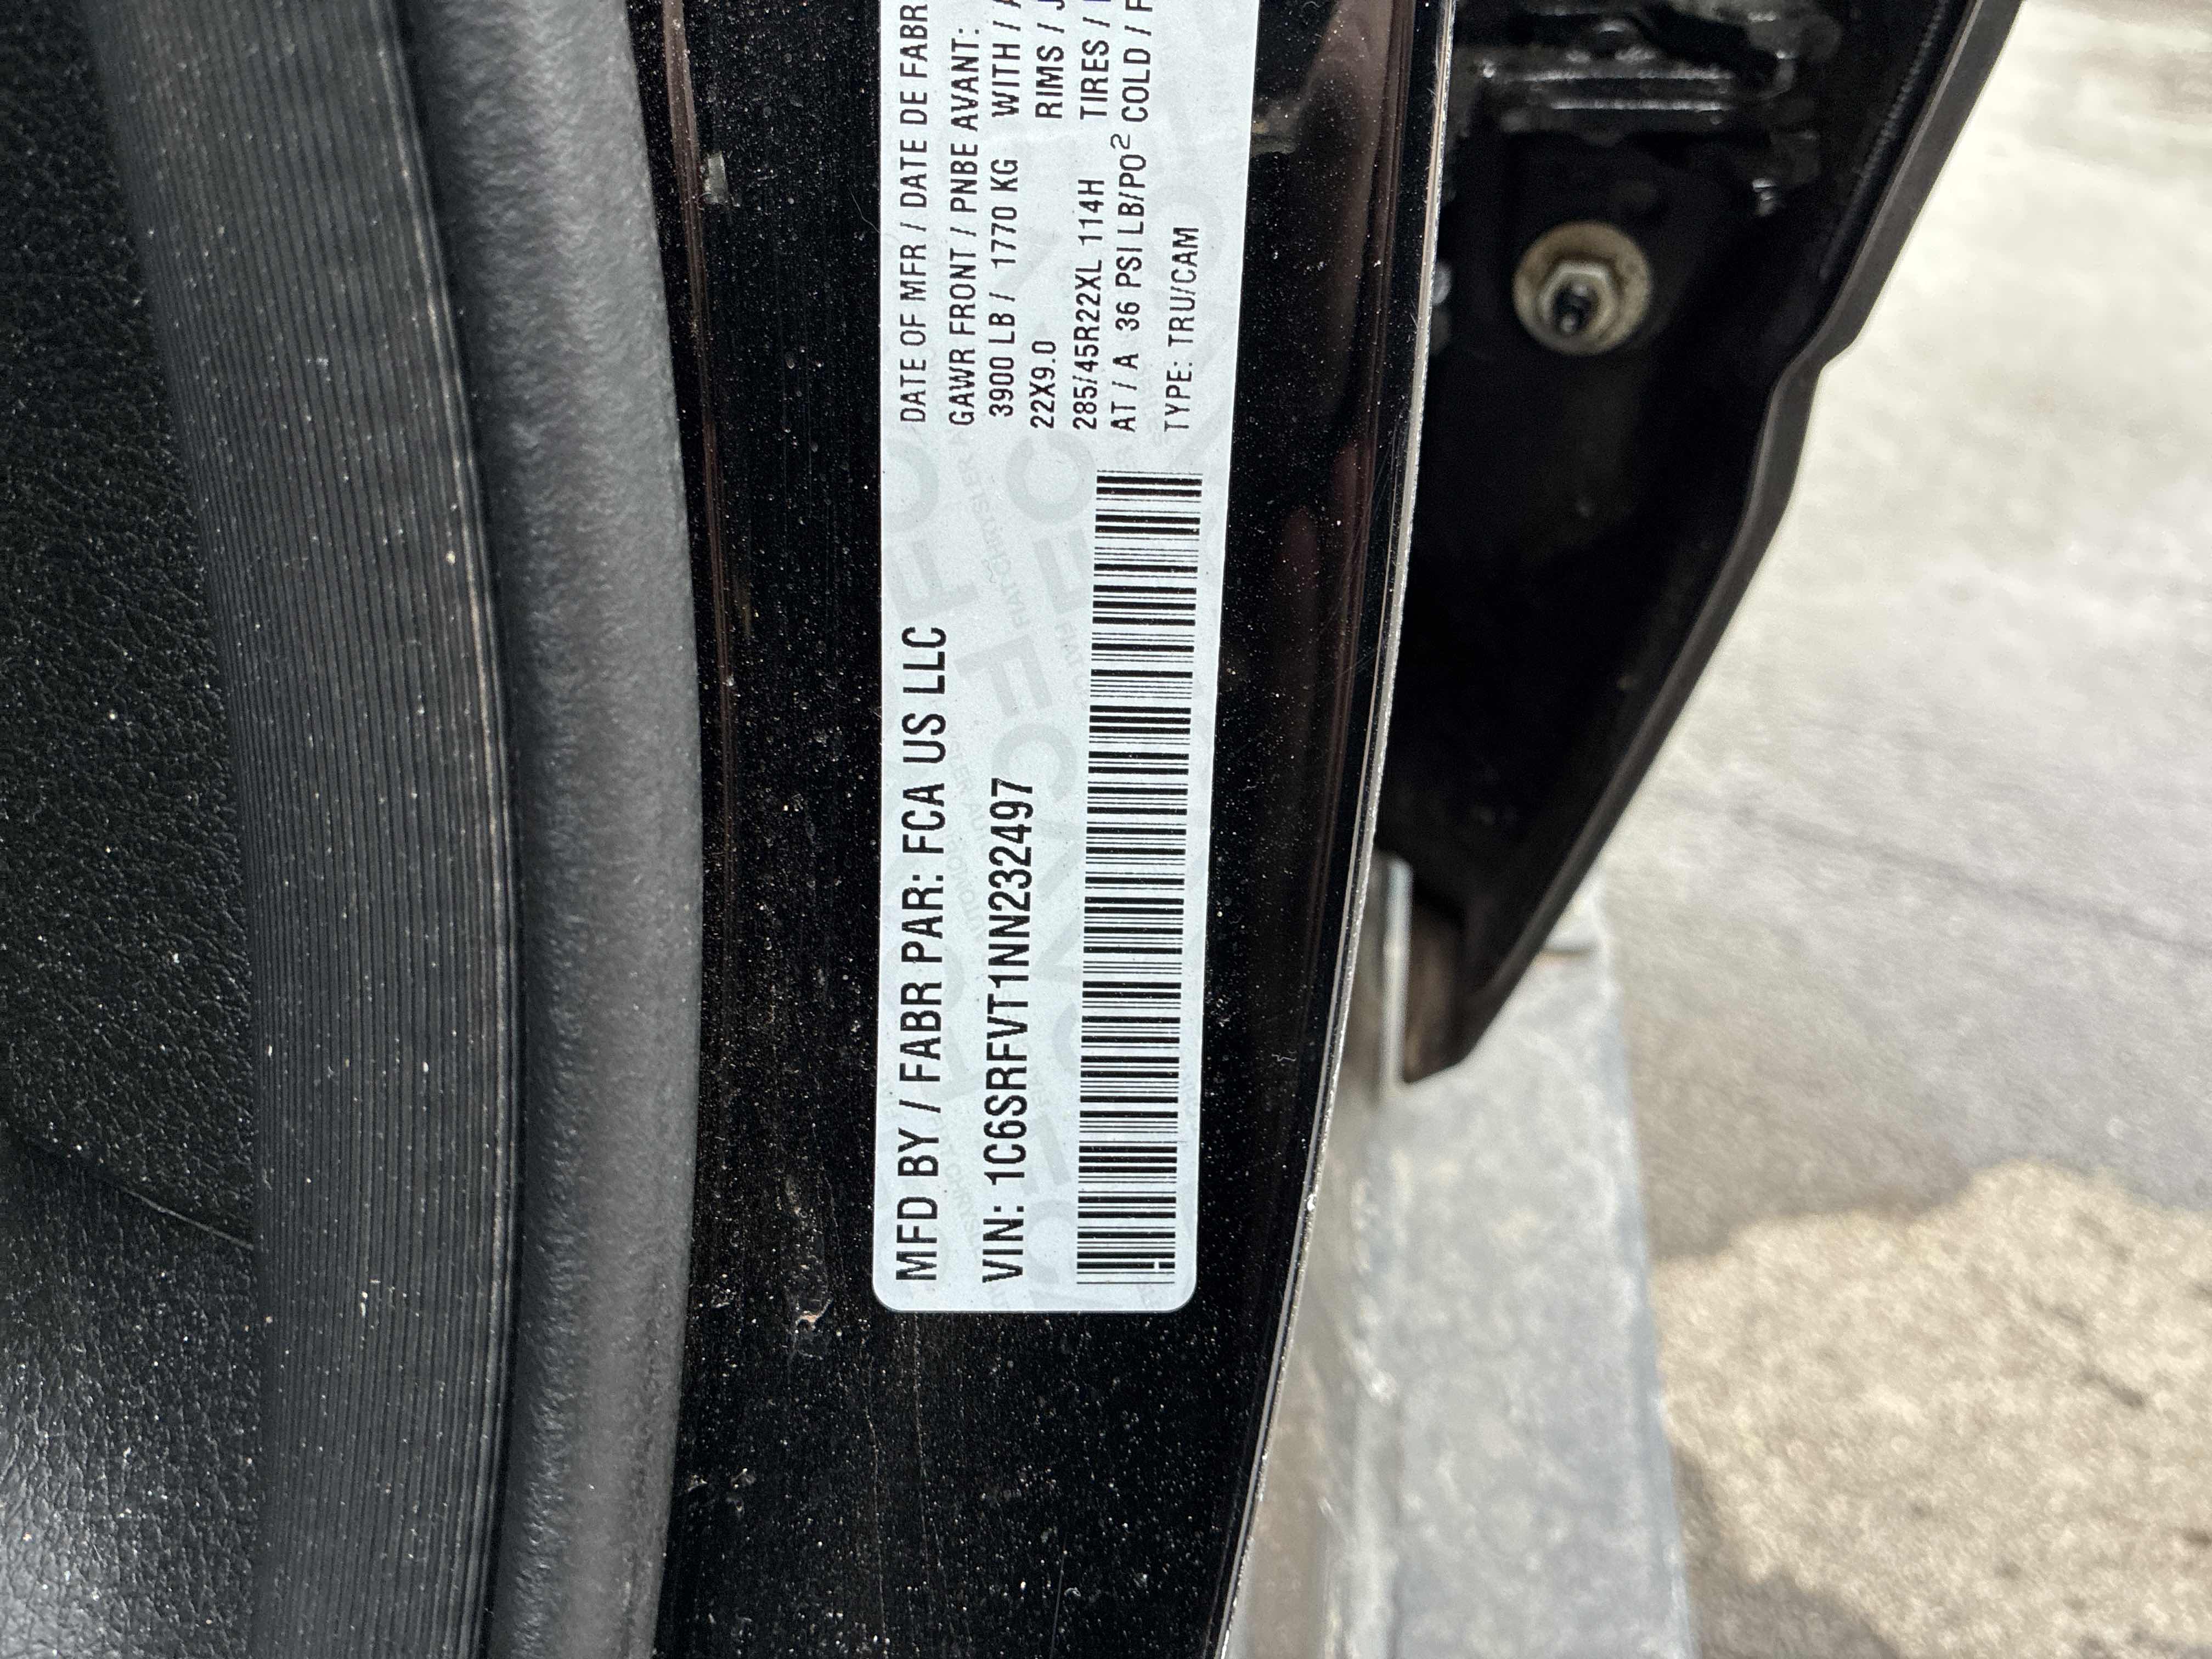 MFD BY / FABR PAR: FCA US LLC
VIN: 1C6SRFVT1NN232497
DATE OF MFR / DATE DE FABR
GAWR FRONT / PNBE AVANT:
3900 LB / 1770 KG WITH /
22X9.0 RIMS /
285/45R22XL 114H TIRES /
AT / A 36 PSI LB/PO² COLD /
TYPE: TRU/CAM